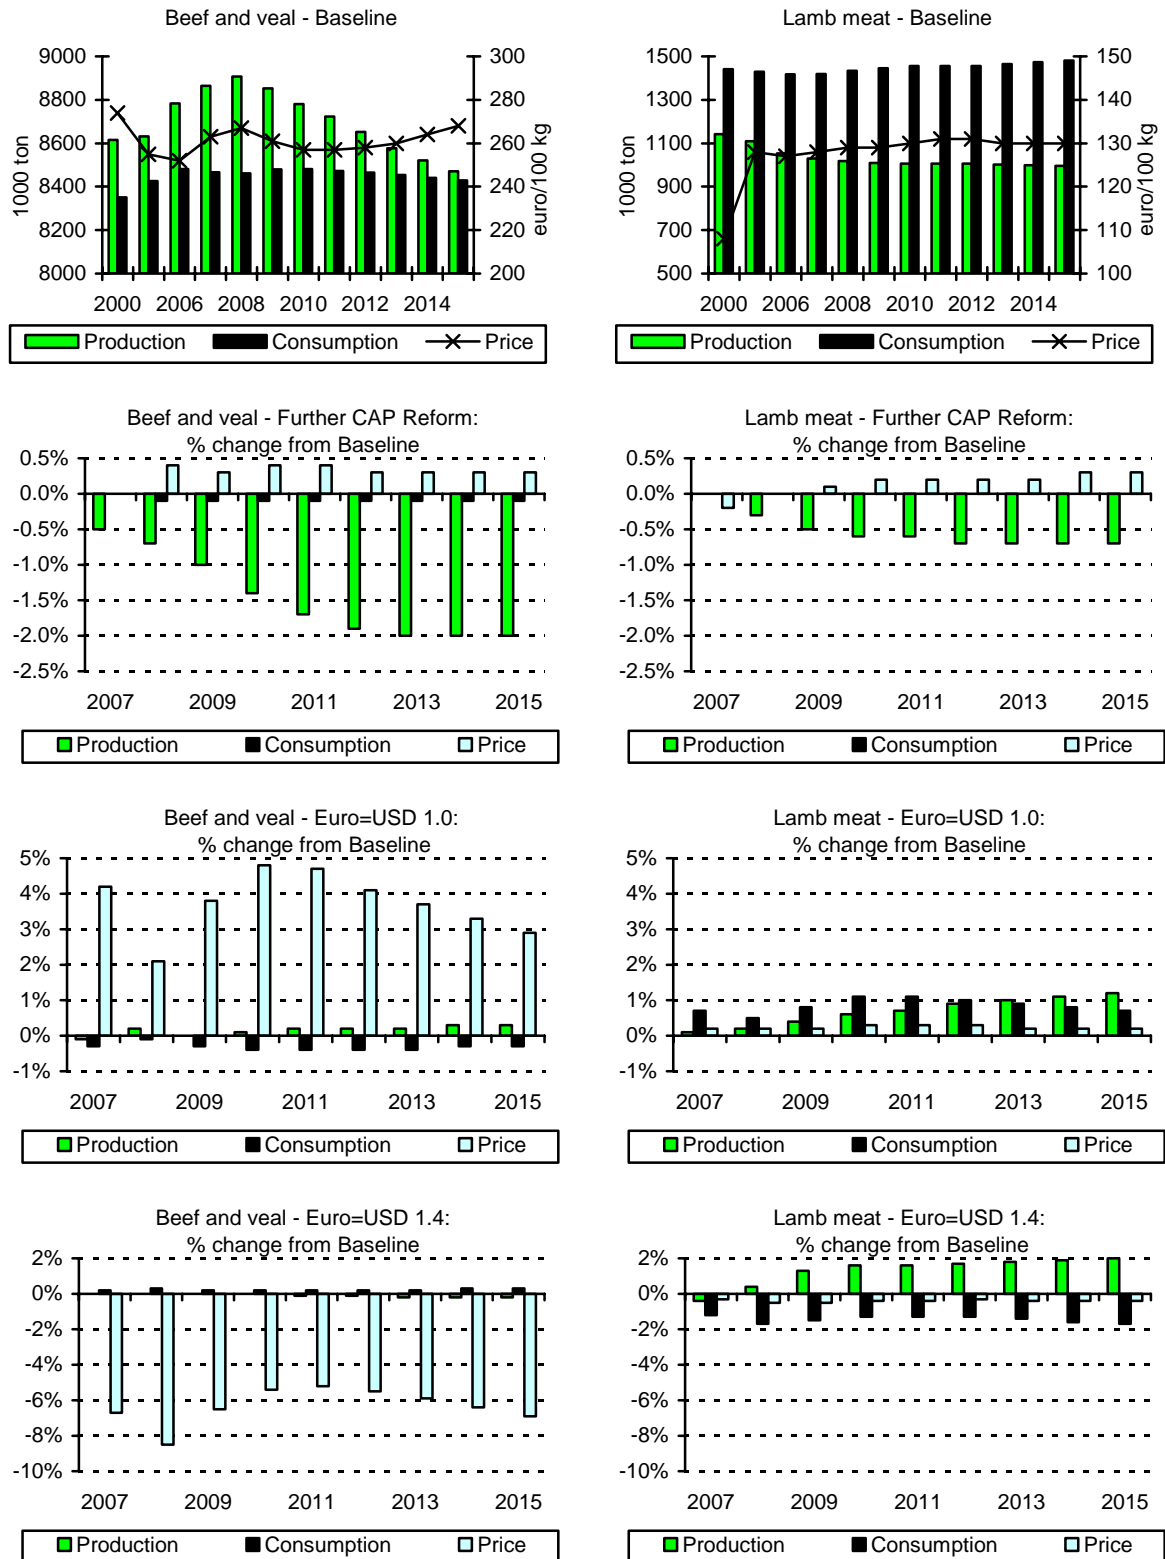 Beef and veal - Baseline
9000
8800
8600
8400
8200
8000
1000 ton
300
280
260
240
220
200
euro/100 kg
2000 2006 2008 2010 2012 2014
Production Consumption Price
Lamb meat - Baseline
1500
1300
1100
900
700
500
1000 ton
150
140
130
120
110
100
euro/100 kg
2000 2006 2008 2010 2012 2014
Production Consumption Price
Beef and veal - Further CAP Reform:
% change from Baseline
0.5%
0.0%
-0.5%
-1.0%
-1.5%
-2.0%
-2.5%
2007 2009 2011 2013 2015
Production Consumption Price
Lamb meat - Further CAP Reform:
% change from Baseline
0.5%
0.0%
-0.5%
-1.0%
-1.5%
-2.0%
-2.5%
2007 2009 2011 2013 2015
Production Consumption Price
Beef and veal - Euro=USD 1.0:
% change from Baseline
5%
4%
3%
2%
1%
0%
-1%
2007 2009 2011 2013 2015
Production Consumption Price
Lamb meat - Euro=USD 1.0:
% change from Baseline
5%
4%
3%
2%
1%
0%
-1%
2007 2009 2011 2013 2015
Production Consumption Price
Beef and veal - Euro=USD 1.4:
% change from Baseline
2%
0%
-2%
-4%
-6%
-8%
-10%
2007 2009 2011 2013 2015
Production Consumption Price
Lamb meat - Euro=USD 1.4:
% change from Baseline
2%
0%
-2%
-4%
-6%
-8%
-10%
2007 2009 2011 2013 2015
Production Consumption Price